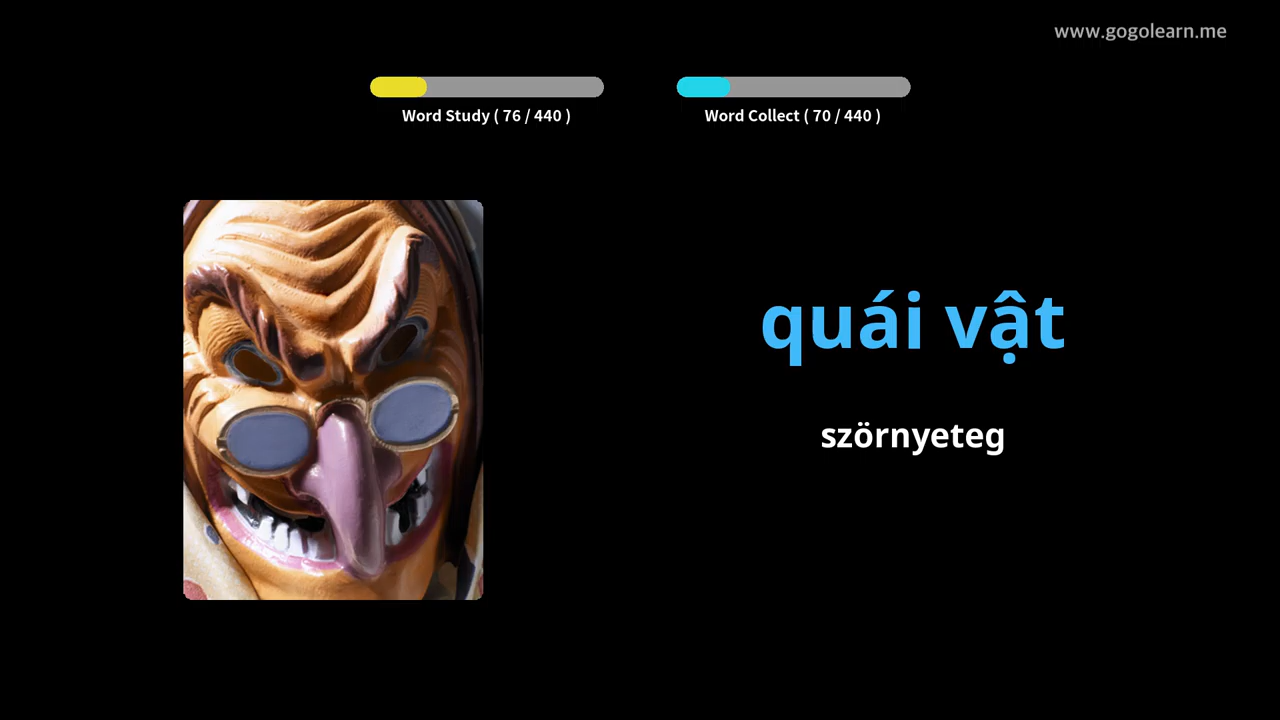 www.gogolearn.me
Word Study ( 76 / 440 )
Word Collect ( 70 / 440 )
quái vật
szörnyeteg